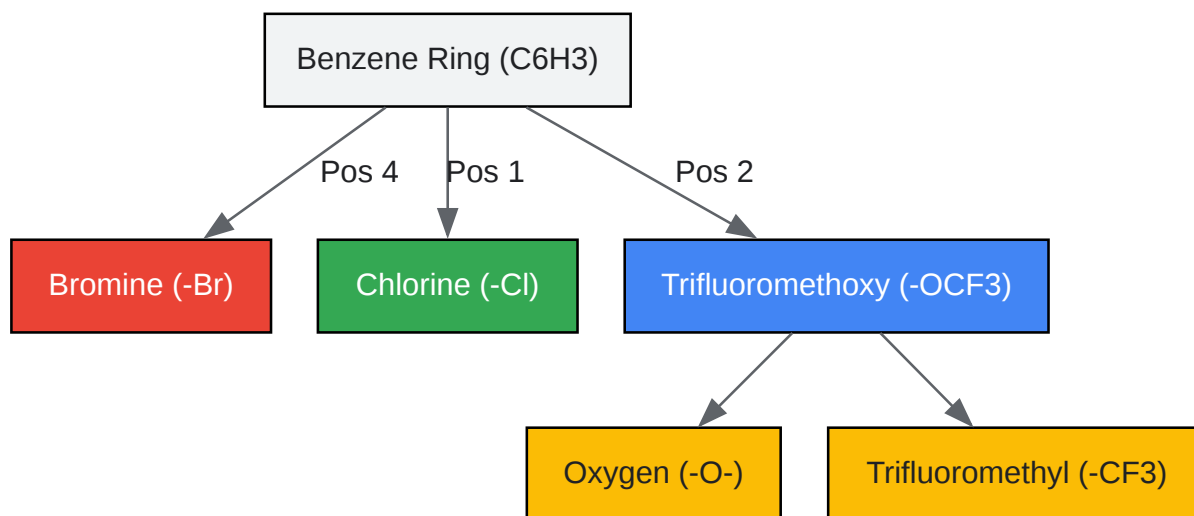 Benzene Ring (C6H3)
Pos 4
Pos 1
Pos 2
Bromine (-Br)
Chlorine (-Cl)
Trifluoromethoxy (-OCF3)
Oxygen (-O-)
Trifluoromethyl (-CF3)